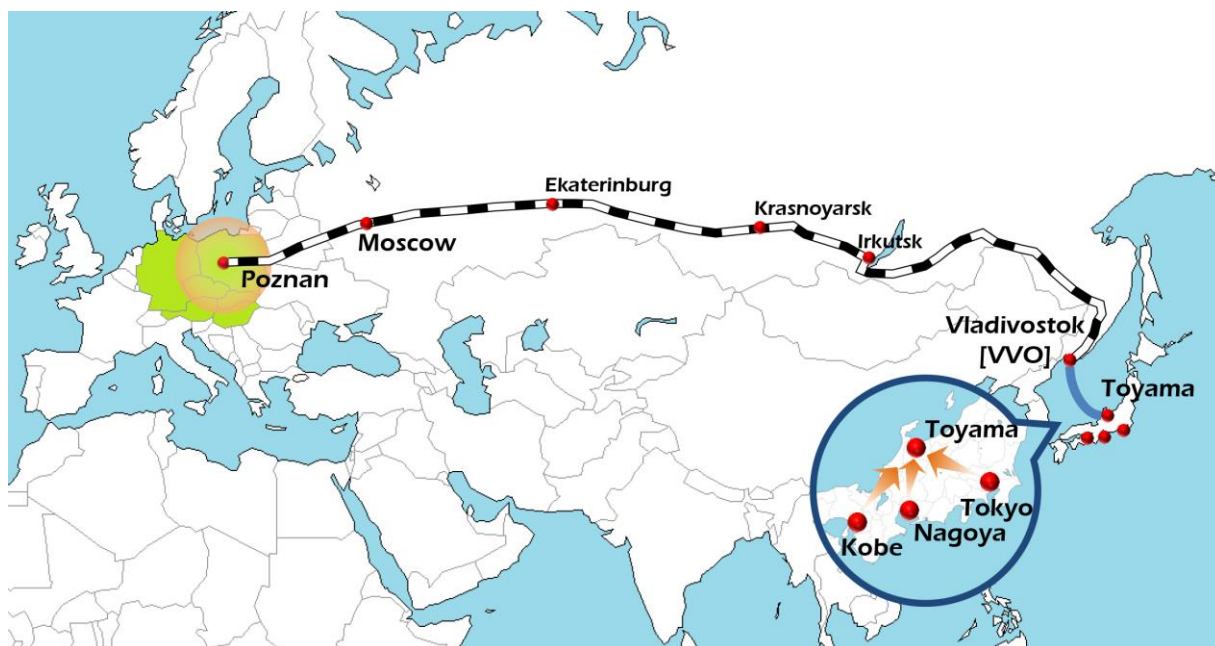 Ekaterinburg
Krasnoyarsk
Moscow
Irkutsk
Poznan
Vladivostok
[VVO]
Toyama
Toyama
Tokyo
Nagoya
Kobe